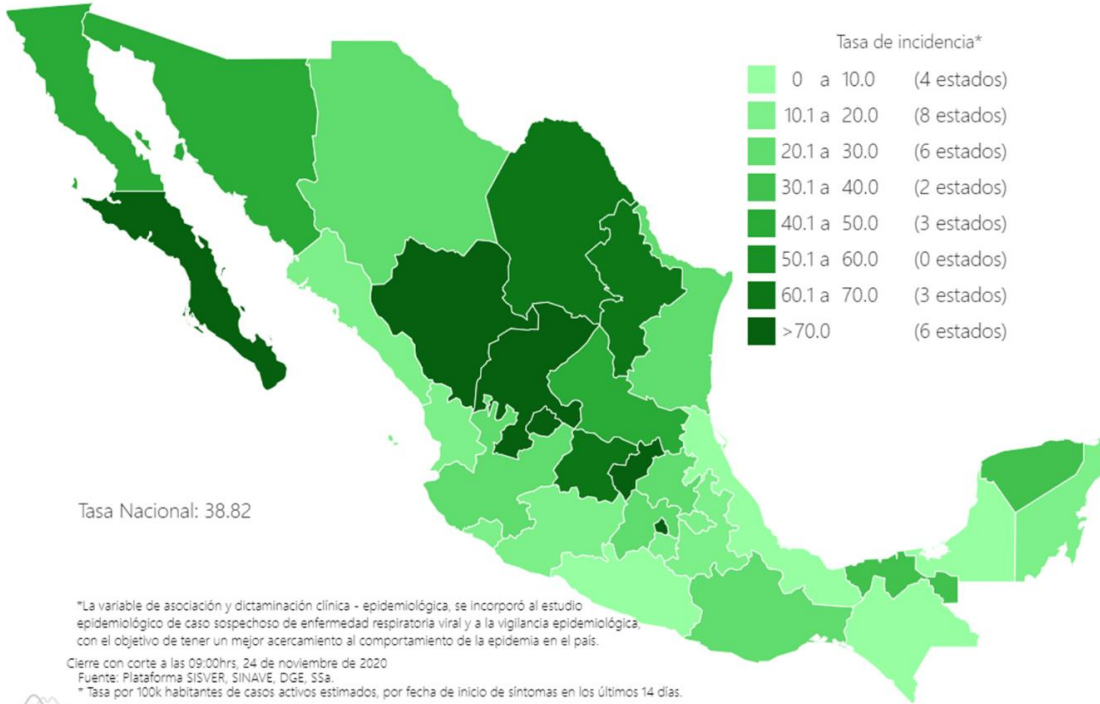 Tasa de incidencia*
0 a 10.0 (4 estados)
10.1 a 20.0 (8 estados)
20.1 a 30.0 (6 estados)
30.1 a 40.0 (2 estados)
40.1 a 50.0 (3 estados)
50.1 a 60.0 (0 estados)
60.1 a 70.0 (3 estados)
>70.0 (6 estados)
Tasa Nacional: 38.82
*La variable de asociación y dictaminación clínica - epidemiológica, se incorporó al estudio
epidemiológico de caso sospechoso de enfermedad respiratoria viral y a la vigilancia epidemiológica,
con el objetivo de tener un mejor acercamiento al comportamiento de la epidemia en el país.
Cierre con corte a las 09:00hrs, 24 de noviembre de 2020
Fuente: Plataforma SISVER, SINAVE, DGE, SSa.
* Tasa por 100k habitantes de casos activos estimados, por fecha de inicio de síntomas en los últimos 14 días.